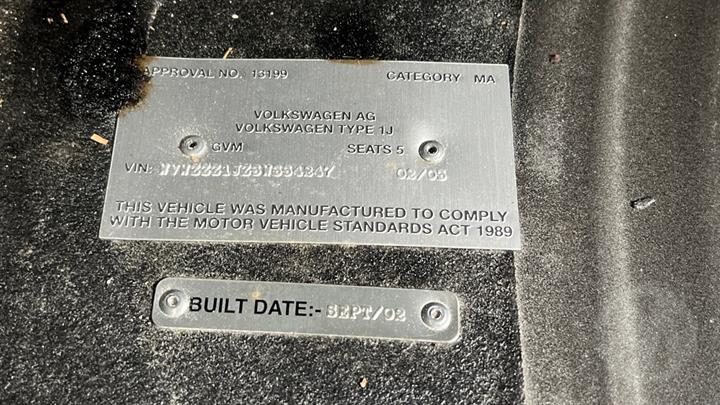 APPROVAL NO. 13199 CATEGORY MA
VOLKSWAGEN AG
VOLKSWAGEN TYPE 1J
GVM SEATS 5
VIN: WVWZZZ1JZ3W334247 02/03
THIS VEHICLE WAS MANUFACTURED TO COMPLY
WITH THE MOTOR VEHICLE STANDARDS ACT 1989
BUILT DATE:- SEPT/02